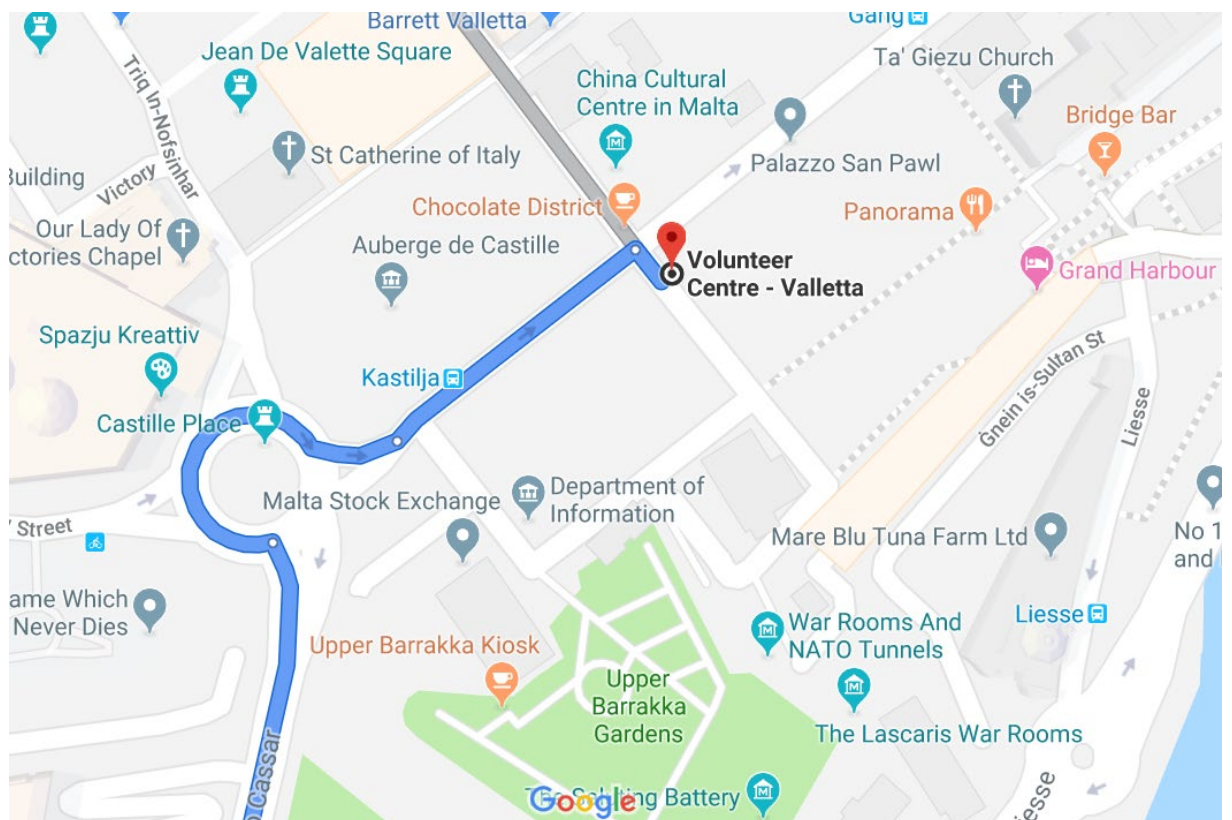 Barrett Valletta
Gang
Jean De Valette Square
Ta' Giezu Church
China Cultural
Centre in Malta
Triq In-Nofsinhar
Bridge Bar
St Catherine of Italy
Palazzo San Pawl
Building
Victory
Chocolate District
Panorama
Our Lady Of
ctories Chapel
Auberge de Castille
Volunteer
Centre - Valletta
Grand Harbour
Spazju Kreattiv
Kastilja
Ġnein is-Sultan St
Liesse
Castille Place
Malta Stock Exchange
Department of
Information
Street
Mare Blu Tuna Farm Ltd
No 1
and
ame Which
Never Dies
Liesse
War Rooms And
NATO Tunnels
Upper Barrakka Kiosk
Upper
Barrakka
Gardens
The Lascaris War Rooms
Cassar
The Saluting Battery
Google
Liesse